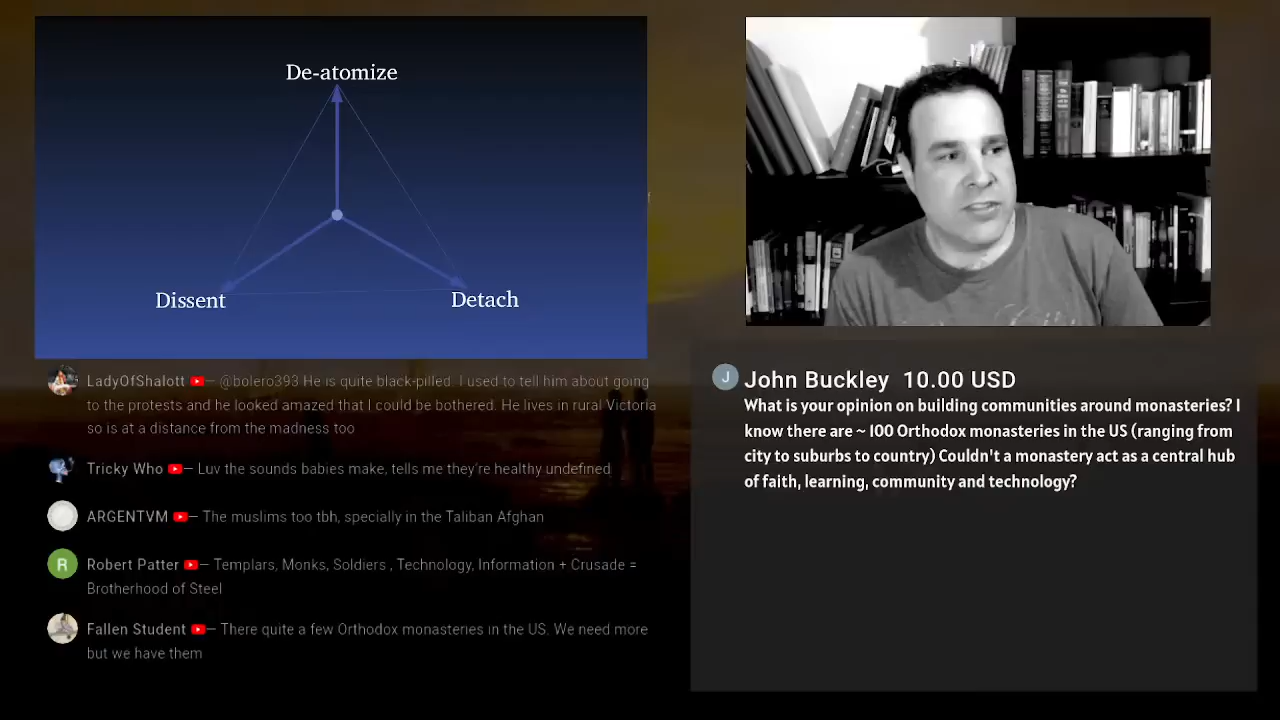 De-atomize
Dissent
Detach
LadyOfShalott — @bolero393 He is quite black-pilled. I used to tell him about going
to the protests and he looked amazed that I could be bothered. He lives in rural Victoria
so is at a distance from the madness too
Tricky Who — Luv the sounds babies make, tells me they're healthy undefined
ARGENTVM — The muslims too tbh, specially in the Taliban Afghan
R
Robert Patter — Templars, Monks, Soldiers , Technology, Information + Crusade =
Brotherhood of Steel
Fallen Student — There quite a few Orthodox monasteries in the US. We need more
but we have them
J
John Buckley 10.00 USD
What is your opinion on building communities around monasteries? I
know there are ~ 100 Orthodox monasteries in the US (ranging from
city to suburbs to country) Couldn't a monastery act as a central hub
of faith, learning, community and technology?